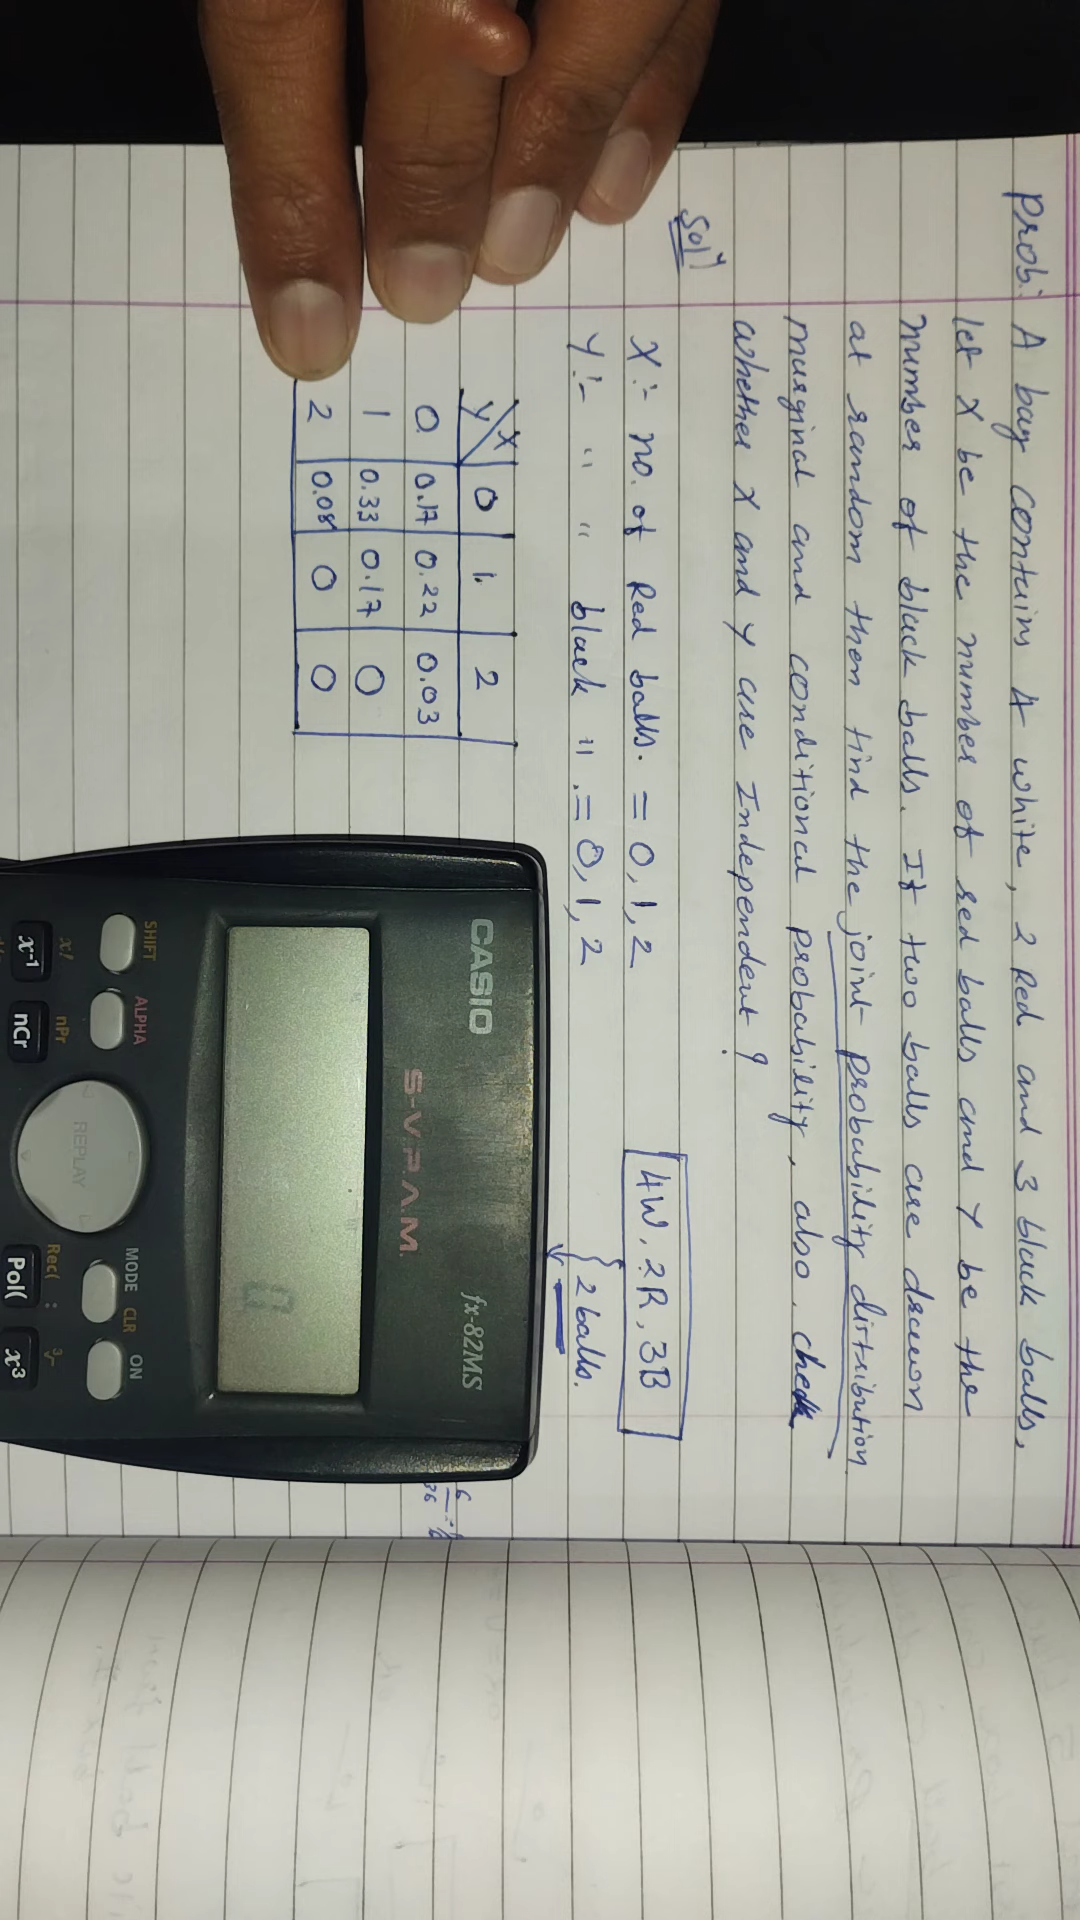 Prob: A bag contains 4 white, 2 Red and 3 black balls,
let X be the number of red balls and Y be the
number of black balls. If two balls are drawn
at random then find the joint probability distribution
marginal and conditional probability, also check
whether X and Y are Independent?
Solⁿ
X :- no. of Red balls. = 0, 1, 2
Y :- " " black " . = 0, 1, 2
4W, 2R, 3B
2 balls.
Y X 0 1. 2
0. 0.17 0.22 0.03
1 0.33 0.17 0
2 0.08 0 0
6
36
CASIO
fx-82MS
S-V.P.A.M.
0
SHIFT ALPHA MODE CLR ON
x! nPr Rec( : ³√
x⁻¹ nCr REPLAY Pol( x³